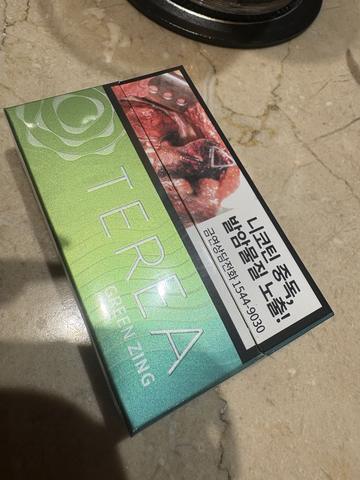 TEREA
GREEN ZING
니코틴 중독,
발암물질 노출!
금연상담전화 1544-9030